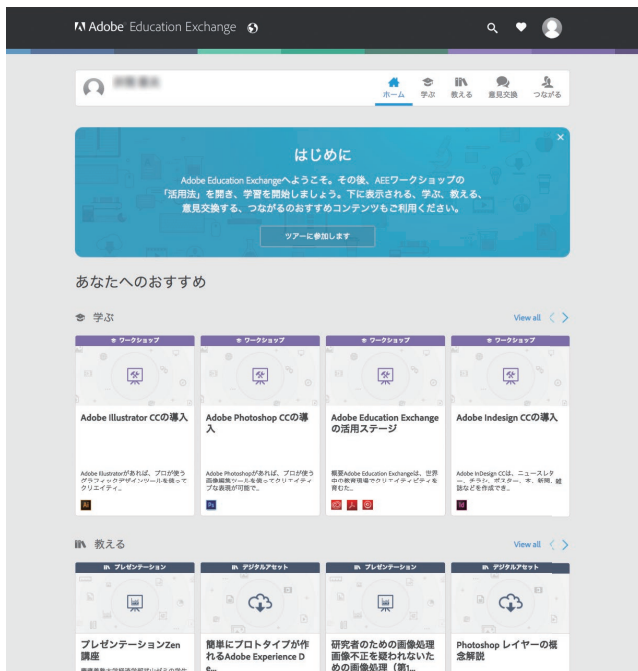 Adobe Education Exchange
ホーム 学ぶ 教える 意見交換 つながる
はじめに
Adobe Education Exchangeへようこそ。その後、AEEワークショップの
「活用法」を開き、学習を開始しましょう。下に表示される、学ぶ、教える、
意見交換する、つながるのおすすめコンテンツもご利用ください。
ツアーに参加します
あなたへのおすすめ
学ぶ
View all
ワークショップ
Adobe Illustrator CCの導入
Adobe Illustratorがあれば、プロが使う
グラフィックデザインツールを使って
クリエイティ...
Ai
ワークショップ
Adobe Photoshop CCの導
入
Adobe Photoshopがあれば、プロが使う
画像編集ツールを使ってクリエイティ
ブな表現が可能で...
Ps
ワークショップ
Adobe Education Exchange
の活用ステージ
概要Adobe Education Exchangeは、世界
中の教育現場でクリエイティビティを
育むた...
ワークショップ
Adobe Indesign CCの導入
Adobe InDesign CCは、ニュースレタ
ー、チラシ、ポスター、本、新聞、雑
誌などを作成でき...
Id
教える
View all
プレゼンテーション
プレゼンテーションZen
講座
デジタルアセット
簡単にプロトタイプが作
れるAdobe Experience D
e...
プレゼンテーション
研究者のための画像処理
画像不正を疑われないた
めの画像処理（第1...
デジタルアセット
Photoshop レイヤーの概
念解説